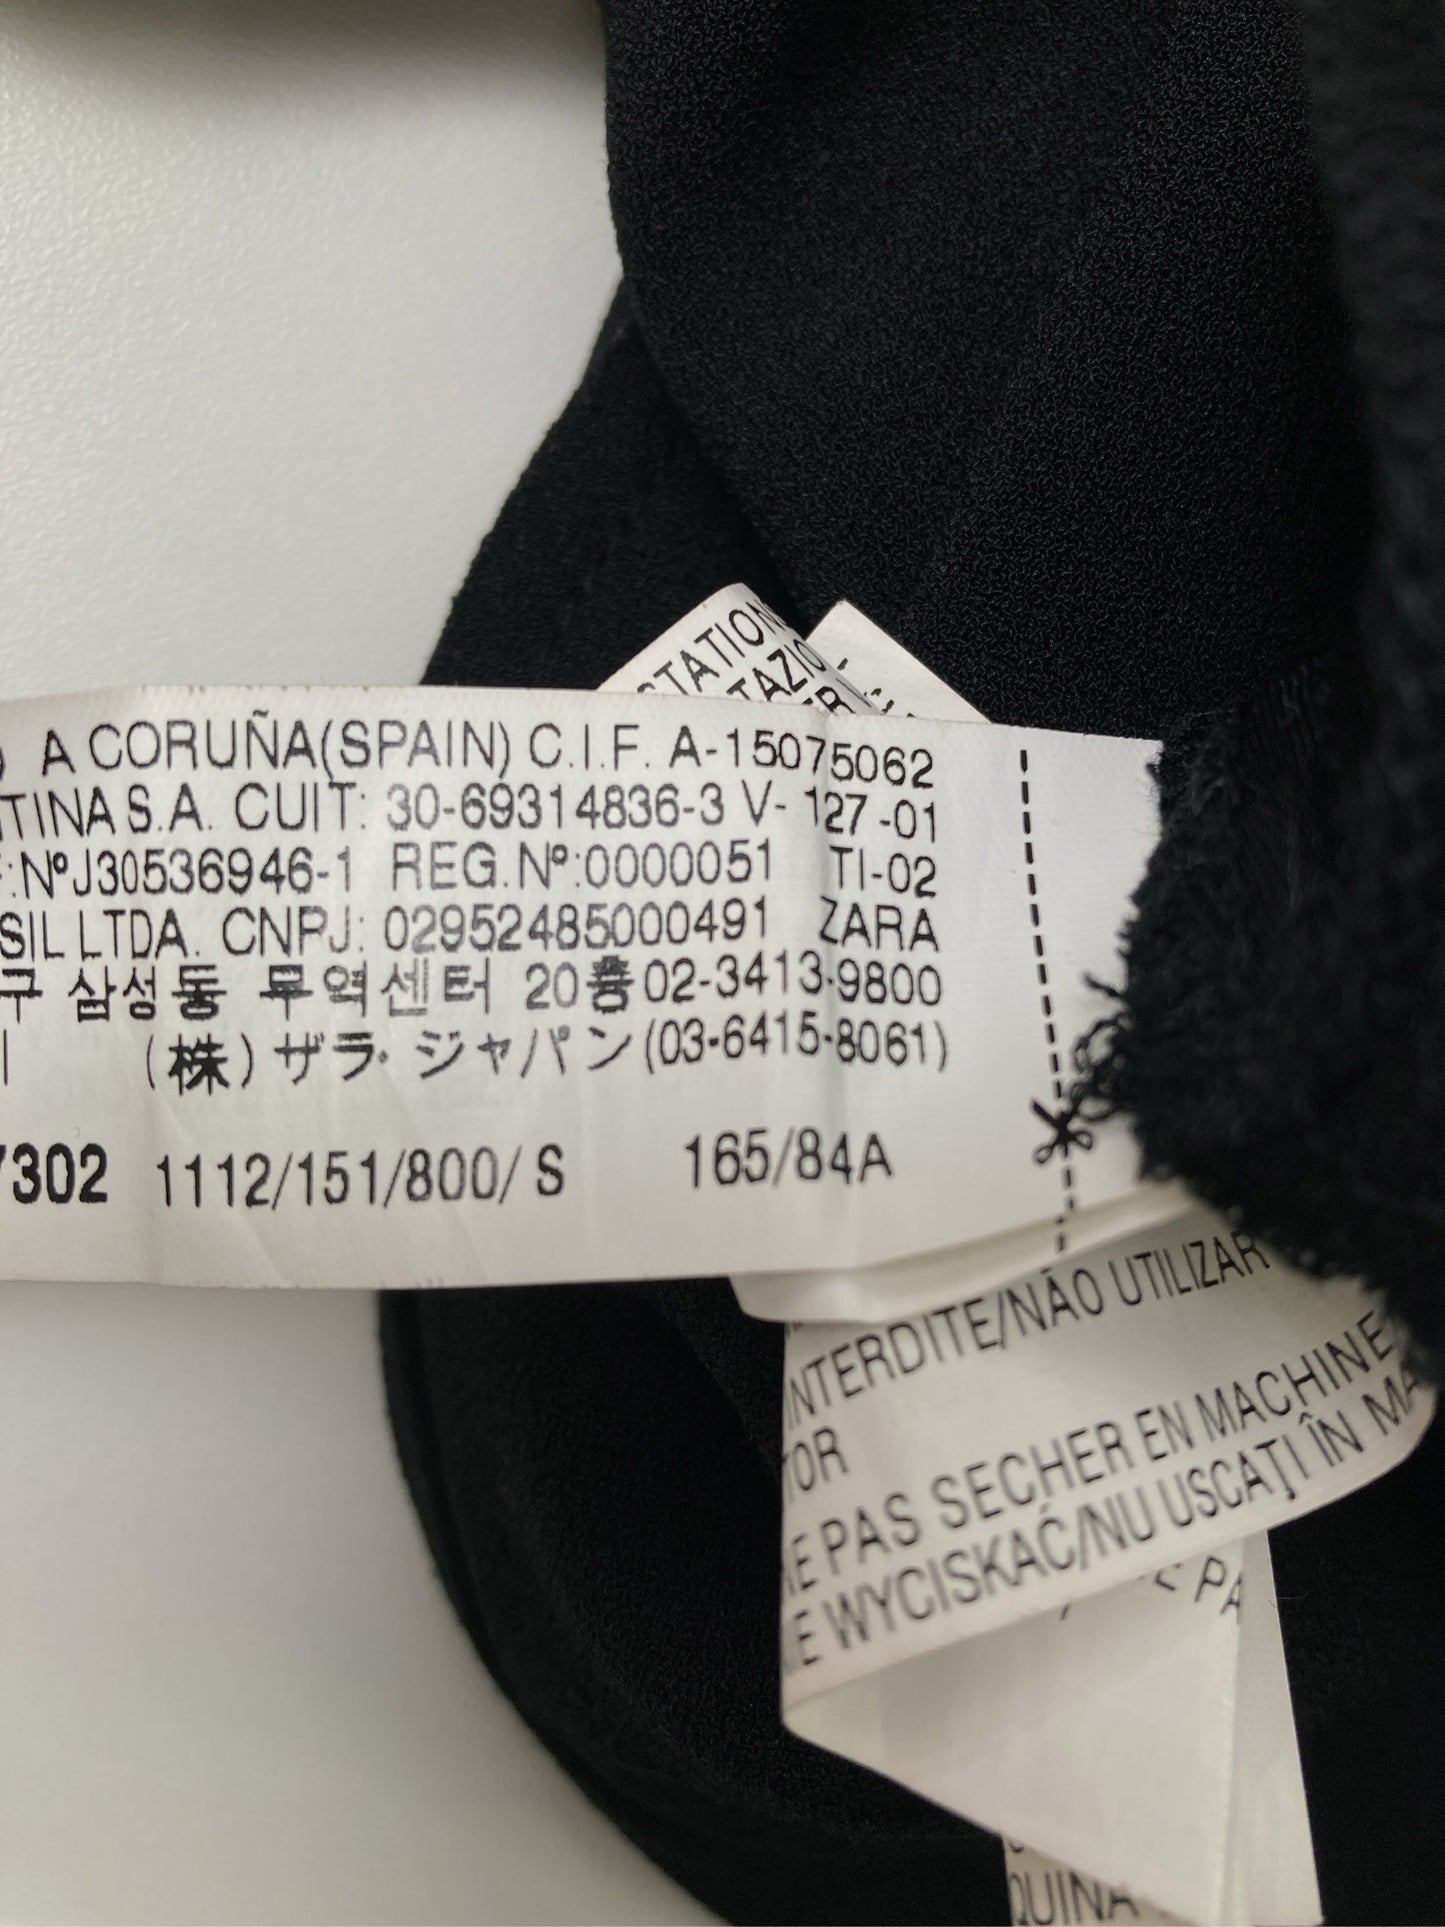 A CORUÑA(SPAIN) C.I.F. A-15075062
TINA S.A. CUIT: 30-69314836-3 V- 127 -01
:NºJ30536946-1 REG.Nº:0000051 TI-02
SIL LTDA. CNPJ: 02952485000491 ZARA
구 삼성동 무역센터 20층02-3413-9800
(株) ザラ・ジャパン(03-6415-8061)
7302 1112/151/800/ S 165/84A
INTERDITE/NÃO UTILIZAR
TOR
PAS SECHER EN MACHINE
WYCISKAĆ/NU USCAŢI ÎN MA
QUINA